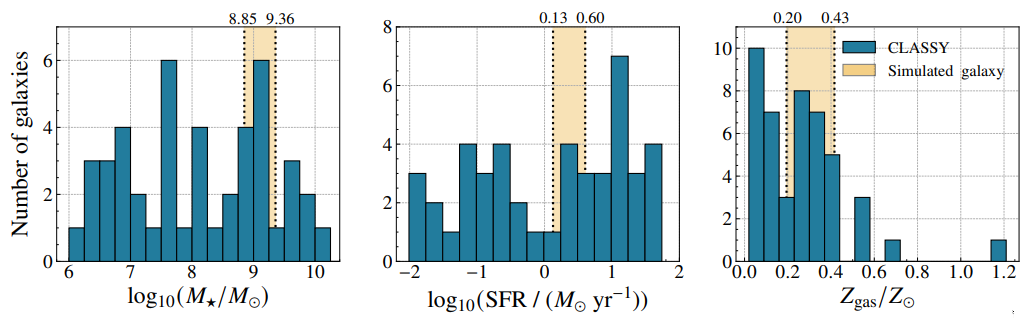 8.85 9.36
0.13 0.60
0.20 0.43
Number of galaxies
0 2 4 6
6 7 8 9 10
log₁₀(M★/M⊙)
0 2 4 6 8
−2 −1 0 1 2
log₁₀(SFR / (M⊙ yr⁻¹))
0 2 4 6 8 10
0.0 0.2 0.4 0.6 0.8 1.0 1.2
Z_gas/Z⊙
CLASSY
Simulated galaxy